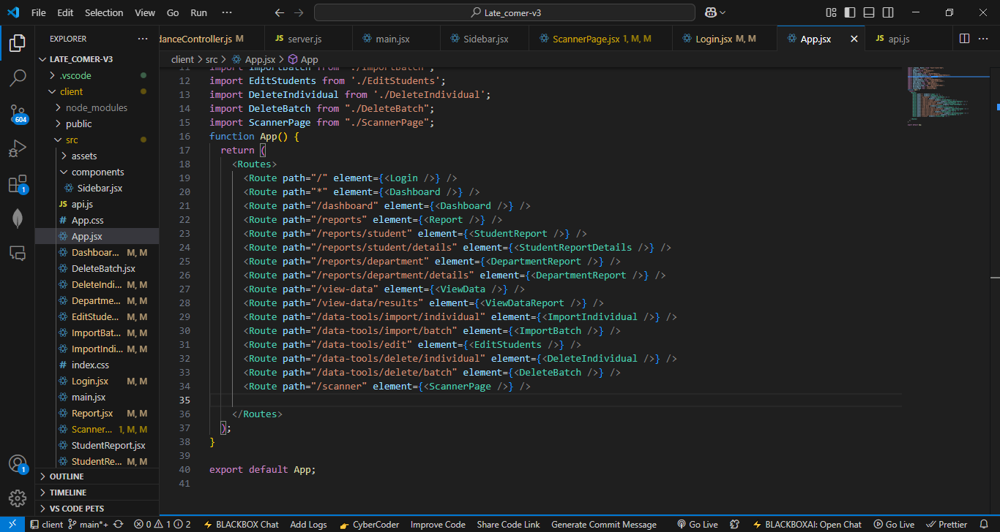 File Edit Selection View Go Run ··· Late_comer-v3
EXPLORER ···
LATE_COMER-V3
.vscode
client
node_modules
public
src
assets
components
Sidebar.jsx
JS api.js
# App.css
App.jsx
Dashboar... M, M
DeleteBatch.jsx
DeleteIndi... M, M
Departme... M, M
EditStude... M, M
ImportBat... M, M
ImportIndi... M, M
# index.css
Login.jsx M, M
main.jsx
Report.jsx M, M
Scanner... 1, M, M
StudentReport.jsx
StudentRe... M, M
OUTLINE
TIMELINE
VS CODE PETS
604
1
1
danceController.js M JS server.js main.jsx Sidebar.jsx ScannerPage.jsx 1, M, M Login.jsx M, M App.jsx JS api.js ···
client > src > App.jsx > App
11 import ImportBatch from "./ImportBatch";
12 import EditStudents from './EditStudents';
13 import DeleteIndividual from './DeleteIndividual';
14 import DeleteBatch from "./DeleteBatch";
15 import ScannerPage from "./ScannerPage";
16 function App() {
17 return (
18 <Routes>
19 <Route path="/" element={<Login />} />
20 <Route path="*" element={<Dashboard />} />
21 <Route path="/dashboard" element={<Dashboard />} />
22 <Route path="/reports" element={<Report />} />
23 <Route path="/reports/student" element={<StudentReport />} />
24 <Route path="/reports/student/details" element={<StudentReportDetails />} />
25 <Route path="/reports/department" element={<DepartmentReport />} />
26 <Route path="/reports/department/details" element={<DepartmentReport />} />
27 <Route path="/view-data" element={<ViewData />} />
28 <Route path="/view-data/results" element={<ViewDataReport />} />
29 <Route path="/data-tools/import/individual" element={<ImportIndividual />} />
30 <Route path="/data-tools/import/batch" element={<ImportBatch />} />
31 <Route path="/data-tools/edit" element={<EditStudents />} />
32 <Route path="/data-tools/delete/individual" element={<DeleteIndividual />} />
33 <Route path="/data-tools/delete/batch" element={<DeleteBatch />} />
34 <Route path="/scanner" element={<ScannerPage />} />
35
36 </Routes>
37 );
38 }
39
40 export default App;
41
client main*+ 0 1 2 BLACKBOX Chat Add Logs CyberCoder Improve Code Share Code Link Generate Commit Message Go Live BLACKBOXAI: Open Chat Go Live Prettier